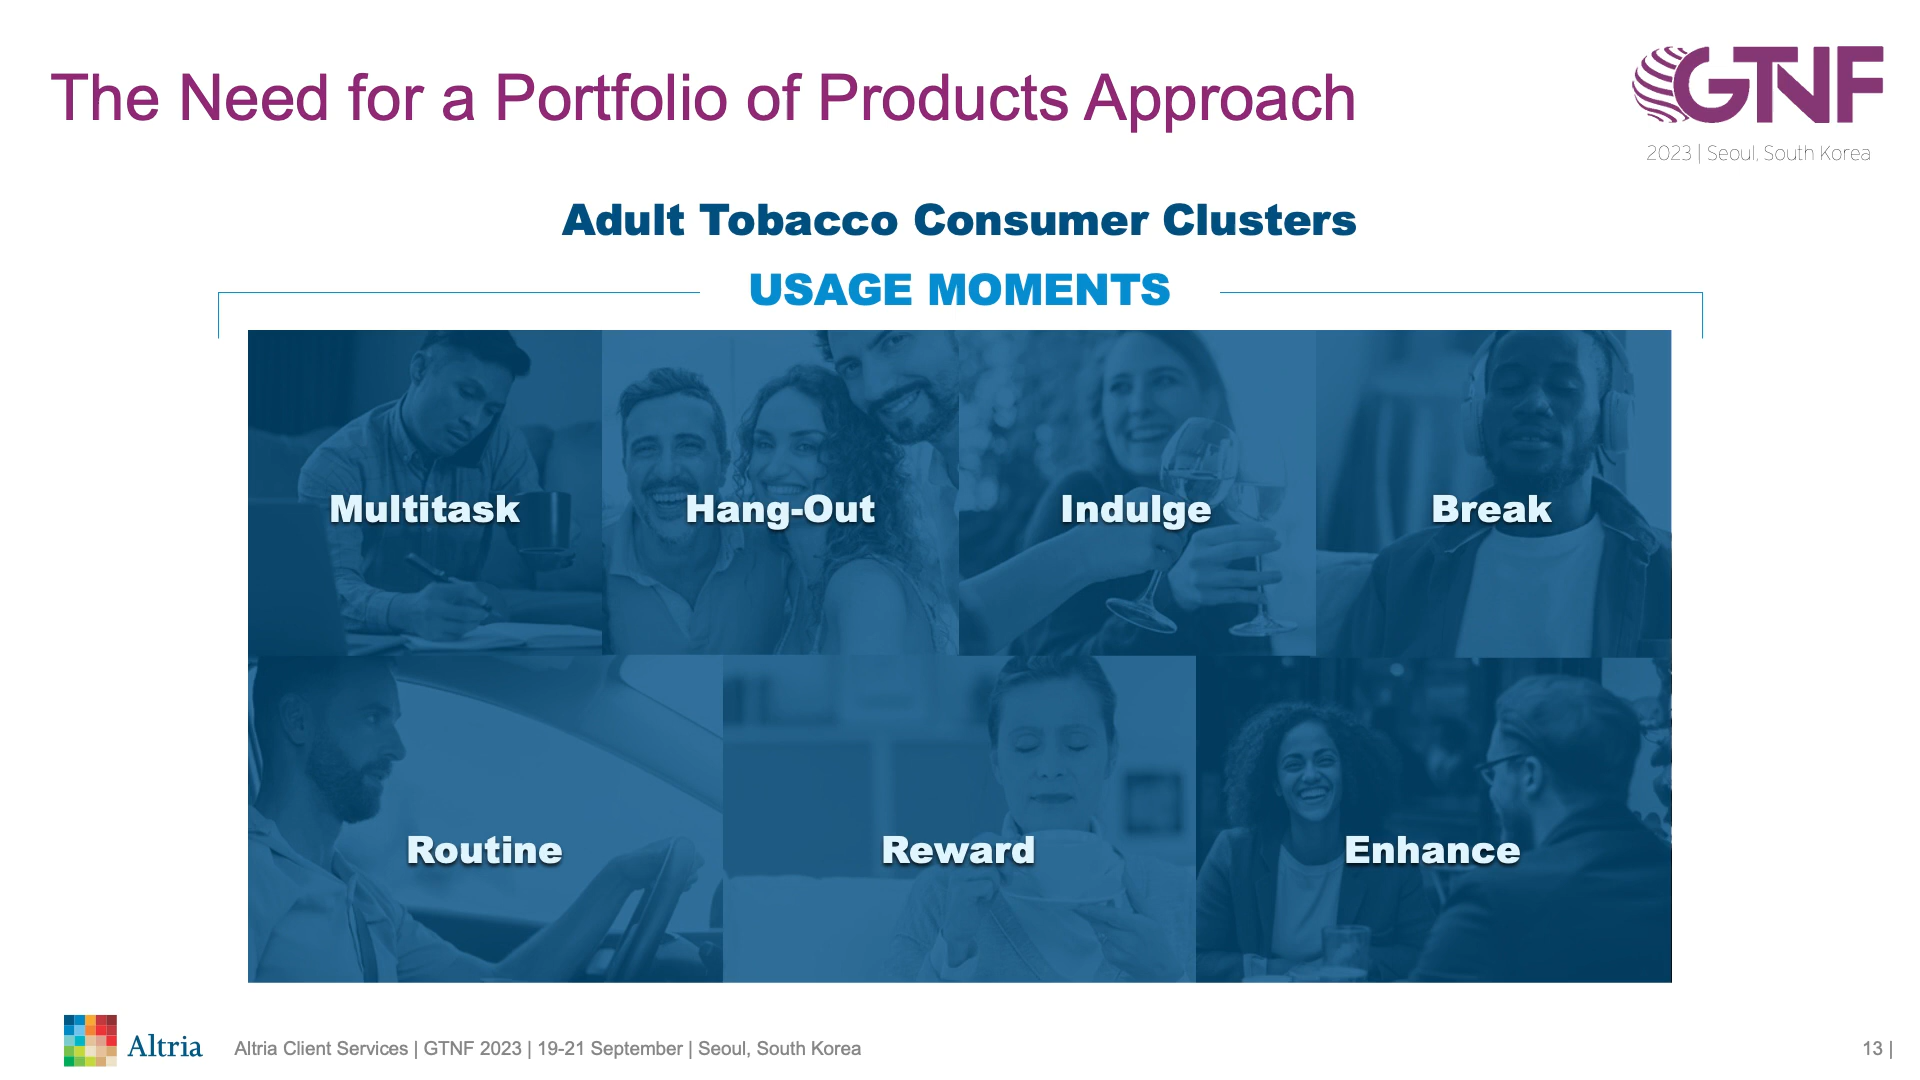 The Need for a Portfolio of Products Approach
GTNF
2023 | Seoul, South Korea
Adult Tobacco Consumer Clusters
USAGE MOMENTS
Multitask
Hang-Out
Indulge
Break
Routine
Reward
Enhance
Altria
Altria Client Services | GTNF 2023 | 19-21 September | Seoul, South Korea
13 |